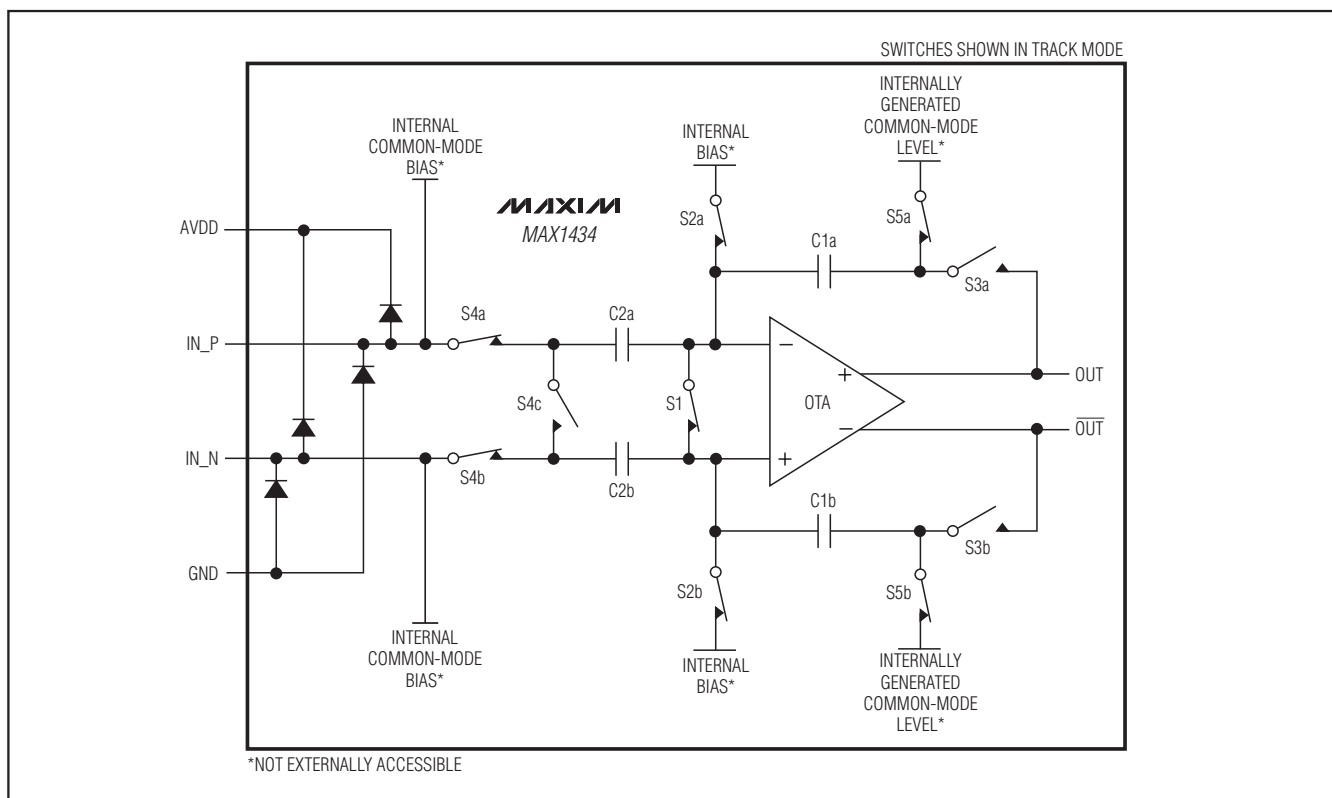 SWITCHES SHOWN IN TRACK MODE
INTERNALLY
GENERATED
COMMON-MODE
LEVEL*
INTERNAL
COMMON-MODE
BIAS*
INTERNAL
BIAS*
MAXIM
MAX1434
AVDD
S2a
S5a
C1a
S3a
S4a
C2a
IN_P
S4c
S1
OTA
OUT
OUT
IN_N
S4b
C2b
C1b
S3b
GND
S2b
S5b
INTERNAL
COMMON-MODE
BIAS*
INTERNAL
BIAS*
INTERNALLY
GENERATED
COMMON-MODE
LEVEL*
*NOT EXTERNALLY ACCESSIBLE